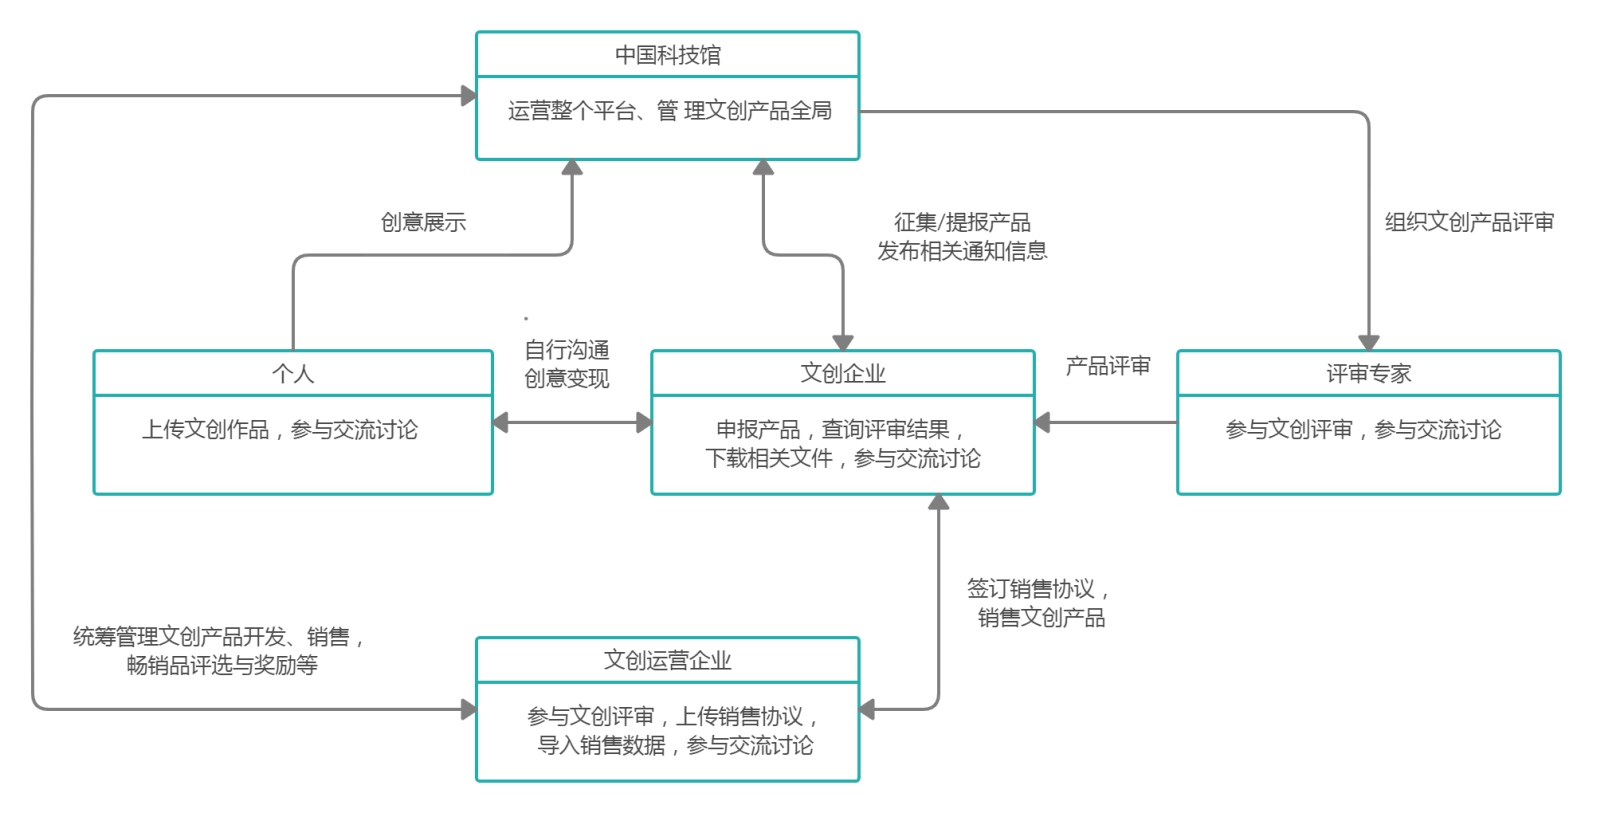 中国科技馆
运营整个平台、管 理文创产品全局
创意展示
征集/提报产品
发布相关通知信息
组织文创产品评审
自行沟通
创意变现
产品评审
个人
上传文创作品，参与交流讨论
文创企业
申报产品，查询评审结果，
下载相关文件，参与交流讨论
评审专家
参与文创评审，参与交流讨论
签订销售协议，
销售文创产品
统筹管理文创产品开发、销售，
畅销品评选与奖励等
文创运营企业
参与文创评审，上传销售协议，
导入销售数据，参与交流讨论